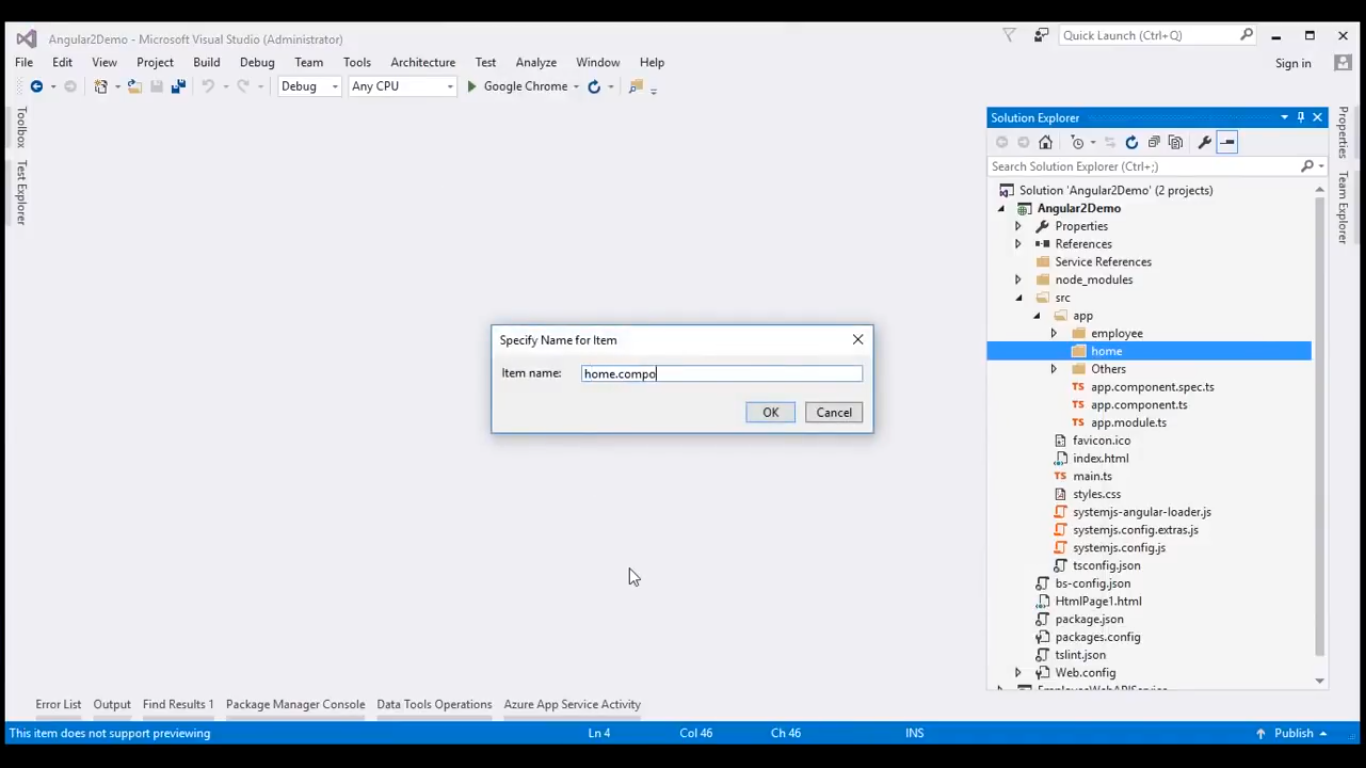 Angular2Demo - Microsoft Visual Studio (Administrator)
Quick Launch (Ctrl+Q)
File Edit View Project Build Debug Team Tools Architecture Test Analyze Window Help
Sign in
Debug Any CPU Google Chrome
Toolbox
Test Explorer
Specify Name for Item
Item name: home.compo
OK Cancel
Solution Explorer
Search Solution Explorer (Ctrl+;)
Solution 'Angular2Demo' (2 projects)
Angular2Demo
Properties
References
Service References
node_modules
src
app
employee
home
Others
TS app.component.spec.ts
TS app.component.ts
TS app.module.ts
favicon.ico
index.html
TS main.ts
styles.css
systemjs-angular-loader.js
systemjs.config.extras.js
systemjs.config.js
tsconfig.json
bs-config.json
HtmlPage1.html
package.json
packages.config
tslint.json
Web.config
Properties
Team Explorer
Error List Output Find Results 1 Package Manager Console Data Tools Operations Azure App Service Activity
This item does not support previewing Ln 4 Col 46 Ch 46 INS Publish